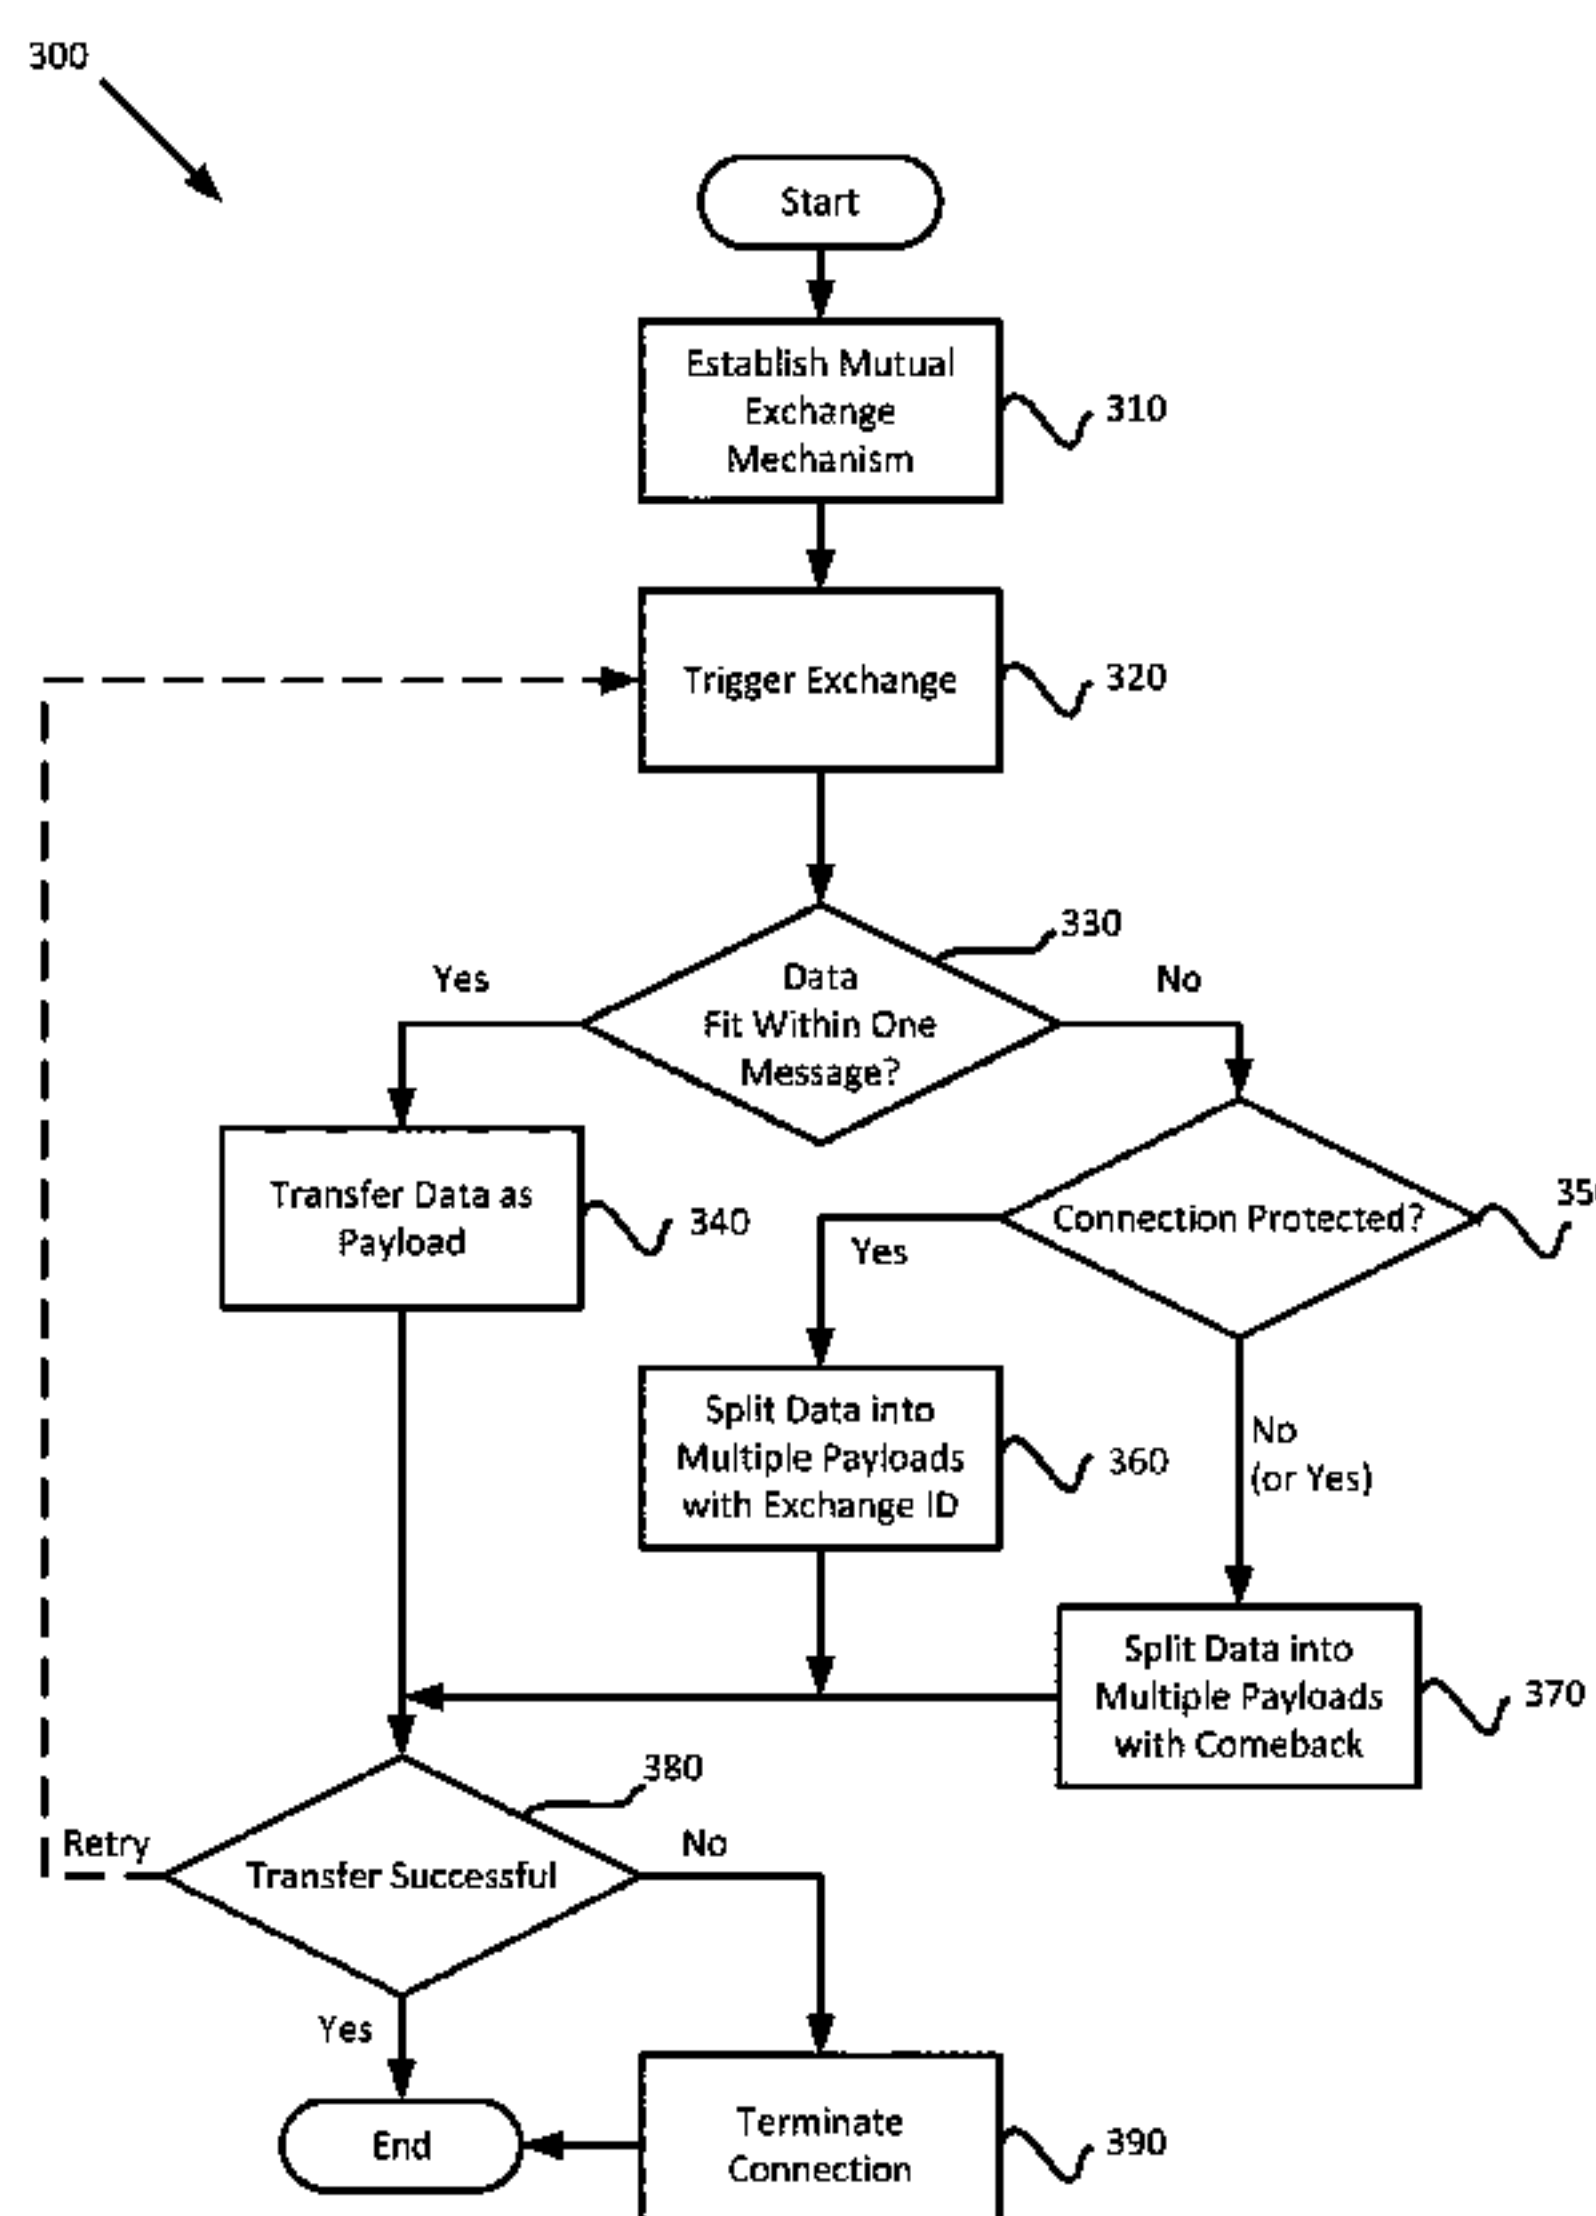 300
Start
Establish Mutual
Exchange
Mechanism
310
Trigger Exchange
320
330
Yes
Data
Fit Within One
Message?
No
Transfer Data as
Payload
340
Connection Protected?
Yes
Split Data into
Multiple Payloads
with Exchange ID
360
No
(or Yes)
Split Data into
Multiple Payloads
with Comeback
370
380
Retry
Transfer Successful
No
Yes
End
Terminate
Connection
390